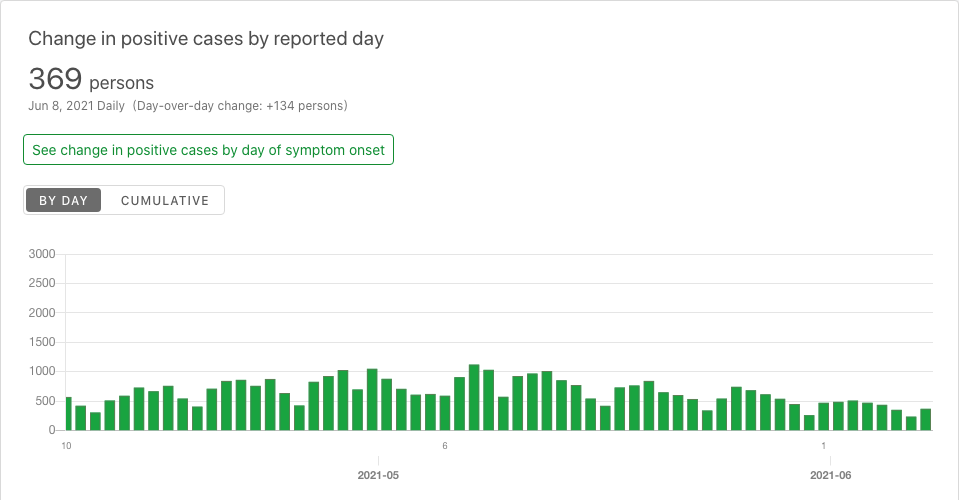 Change in positive cases by reported day
369 persons
Jun 8, 2021 Daily (Day-over-day change: +134 persons)
See change in positive cases by day of symptom onset
BY DAY CUMULATIVE
3000
2500
2000
1500
1000
500
0
10 6 1
2021-05 2021-06